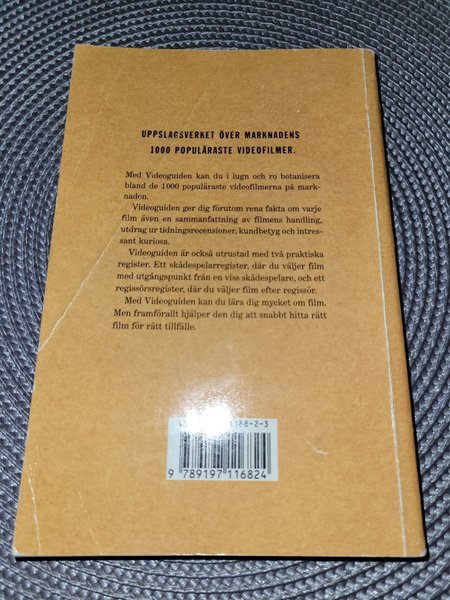 UPPSLAGSVERKET ÖVER MARKNADENS
1000 POPULÄRASTE VIDEOFILMER.
Med Videoguiden kan du i lugn och ro botanisera
bland de 1000 populäraste videofilmerna på mark-
naden.
Videoguiden ger dig förutom rena fakta om varje
film även en sammanfattning av filmens handling,
utdrag ur tidningsrecensioner, kundbetyg och intres-
sant kuriosa.
Videoguiden är också utrustad med två praktiska
register. Ett skådespelarregister, där du väljer film
med utgångspunkt från en viss skådespelare, och ett
regissörsregister, där du väljer film efter regissör.
Med Videoguiden kan du lära dig mycket om film.
Men framförallt hjälper den dig att snabbt hitta rätt
film för rätt tillfälle.
1168-2-3
9 789197 116824